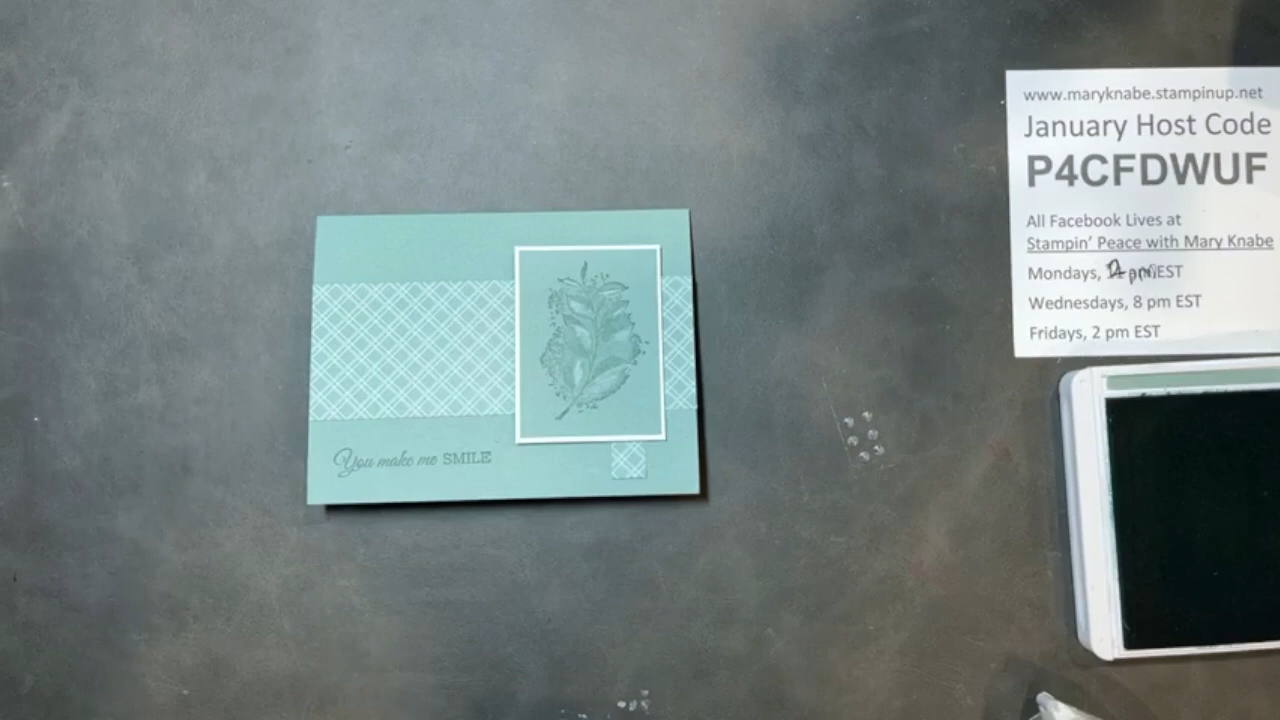 www.maryknabe.stampinup.net
January Host Code
P4CFDWUF
All Facebook Lives at
Stampin' Peace with Mary Knabe
Mondays, pm EST
Wednesdays, 8 pm EST
Fridays, 2 pm EST
You make me SMILE